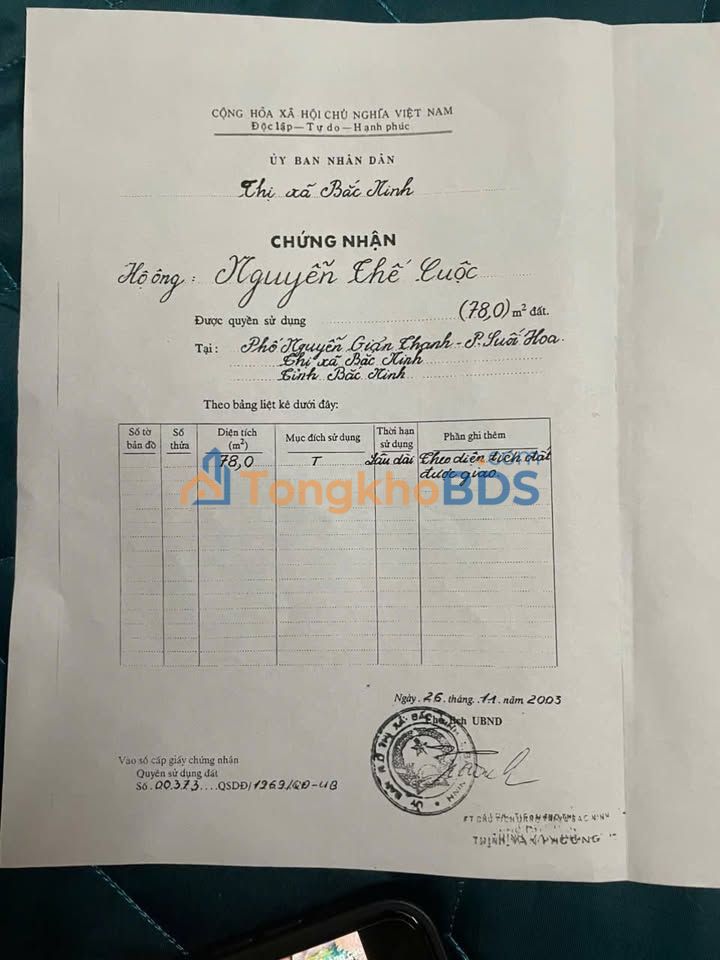 CỘNG HÒA XÃ HỘI CHỦ NGHĨA VIỆT NAM
Độc lập—Tự do—Hạnh phúc
ỦY BAN NHÂN DÂN
Thị xã Bắc Ninh
CHỨNG NHẬN
Hộ ông: Nguyễn Thế Cuộc
Được quyền sử dụng (78,0) m² đất.
Tại: Phố Nguyễn Giản Thanh - P. Suối Hoa.
Thị xã Bắc Ninh
Tỉnh Bắc Ninh
Theo bảng liệt kê dưới đây:
Số tờ bản đồ Số thửa Diện tích (m²) Mục đích sử dụng Thời hạn sử dụng Phần ghi thêm
78,0 T Lâu dài Theo diện tích đất
được giao
TongkhoBDS
.com
Ngày 26 tháng 11 năm 2003
Chủ tịch UBND
Vào sổ cấp giấy chứng nhận
Quyền sử dụng đất
Số 00373....QSDĐ/1269/QĐ-UB